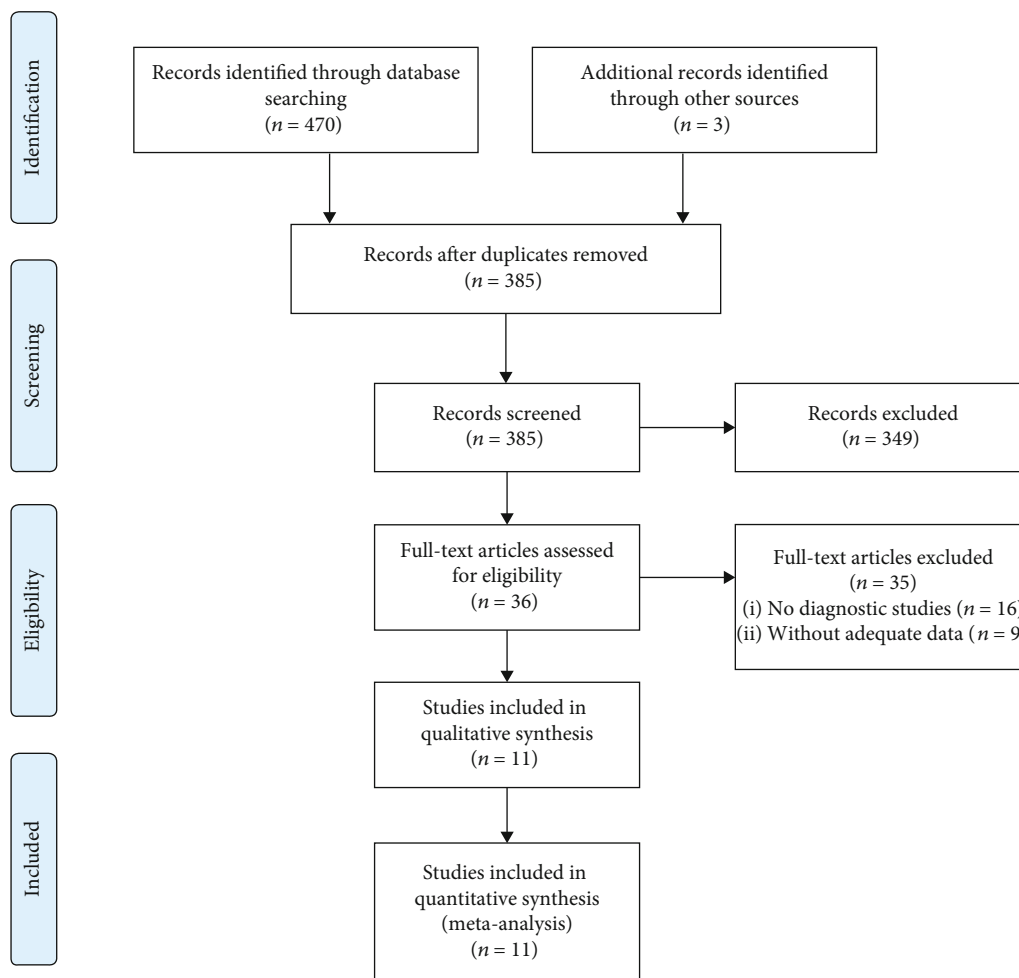 Identification
Records identified through database
searching
(n = 470)
Additional records identified
through other sources
(n = 3)
Records after duplicates removed
(n = 385)
Screening
Records screened
(n = 385)
Records excluded
(n = 349)
Eligibility
Full-text articles assessed
for eligibility
(n = 36)
Full-text articles excluded
(n = 35)
(i) No diagnostic studies (n = 16)
(ii) Without adequate data (n = 9
Studies included in
qualitative synthesis
(n = 11)
Included
Studies included in
quantitative synthesis
(meta-analysis)
(n = 11)